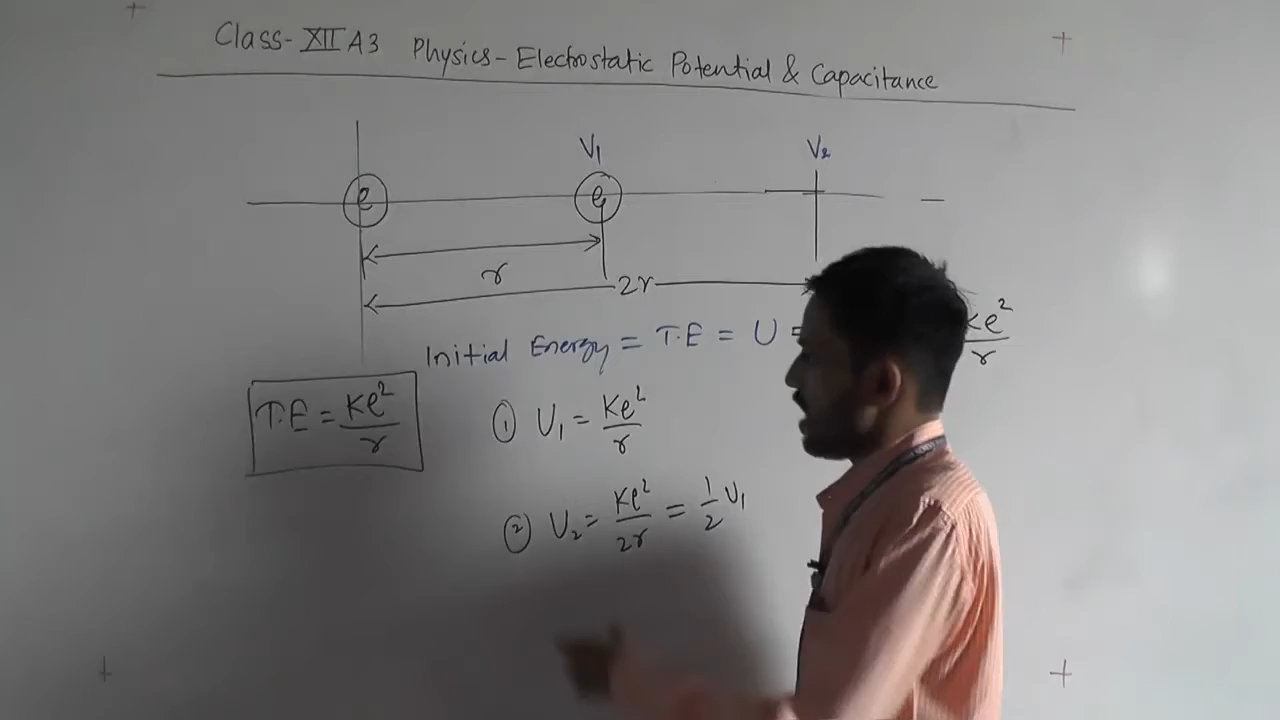 Class-XII A3 Physics-Electrostatic Potential & Capacitance
V₁ V₂
e e
r
2r
Initial Energy = T.E = U = Ke²/r
T.E = Ke²/r
① U₁ = Ke²/r
② U₂ = Ke²/2r = 1/2 U₁